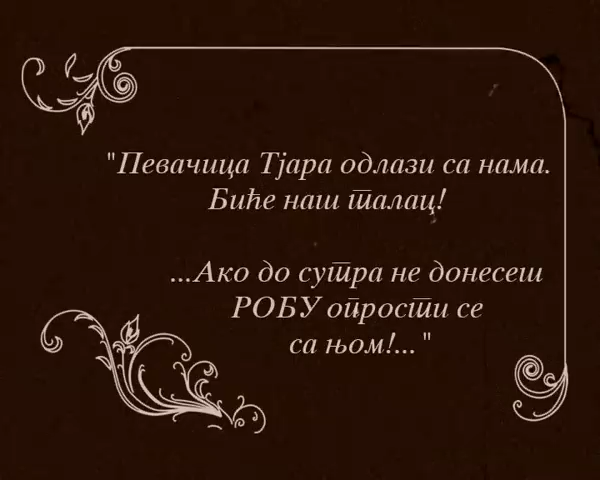 "Певачица Тјара одлази са нама.
Биће наш талац!
...Ако до сутра не донесеш
РОБУ опрости се
са њом!..."